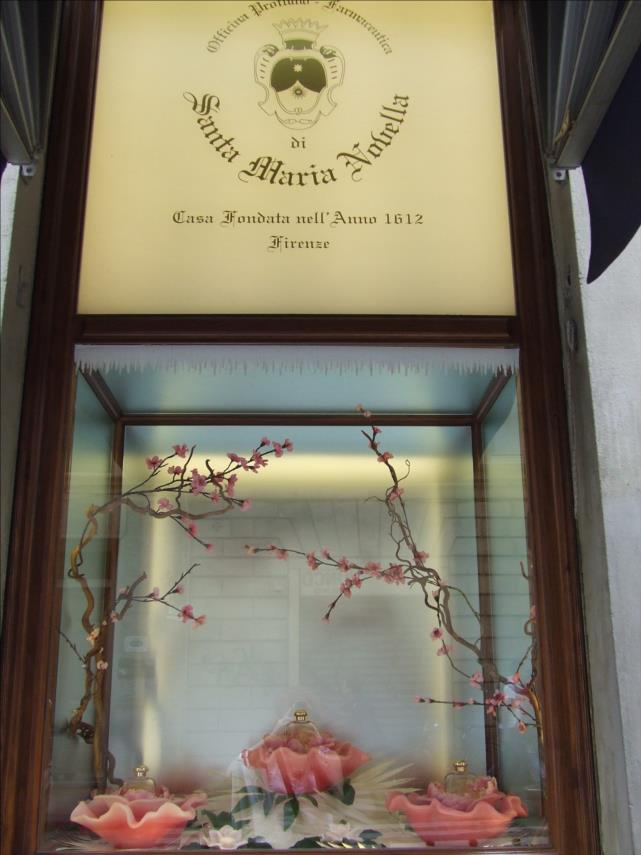 Officina Profumo - Farmaceutica
di
Santa Maria Novella
Casa Fondata nell'Anno 1612
Firenze